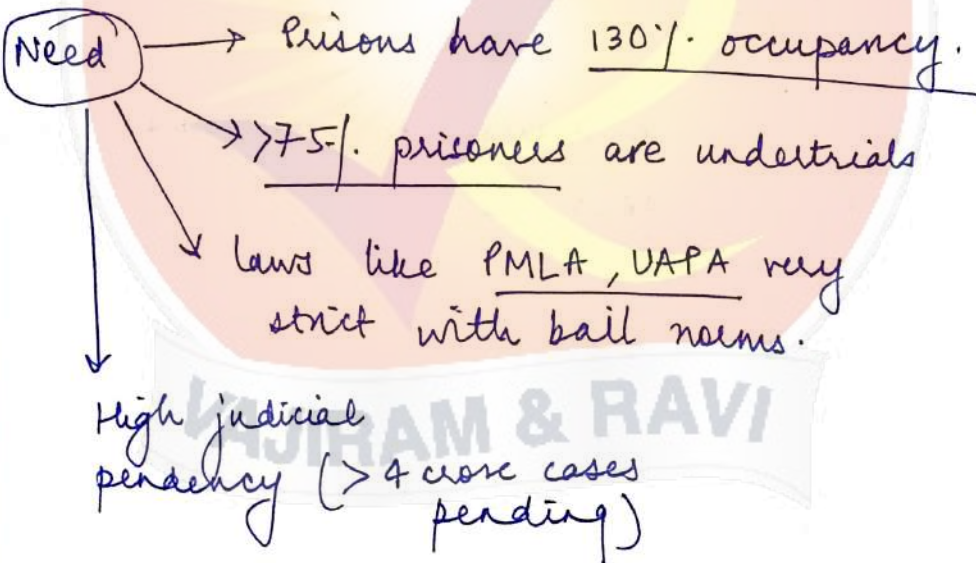 Need → Prisons have 130% occupancy.
→ >75% prisoners are undertrials
→ Laws like PMLA, UAPA very
strict with bail norms.
→ High judicial
pendency (> 4 crore cases
pending)
VAJIRAM & RAVI